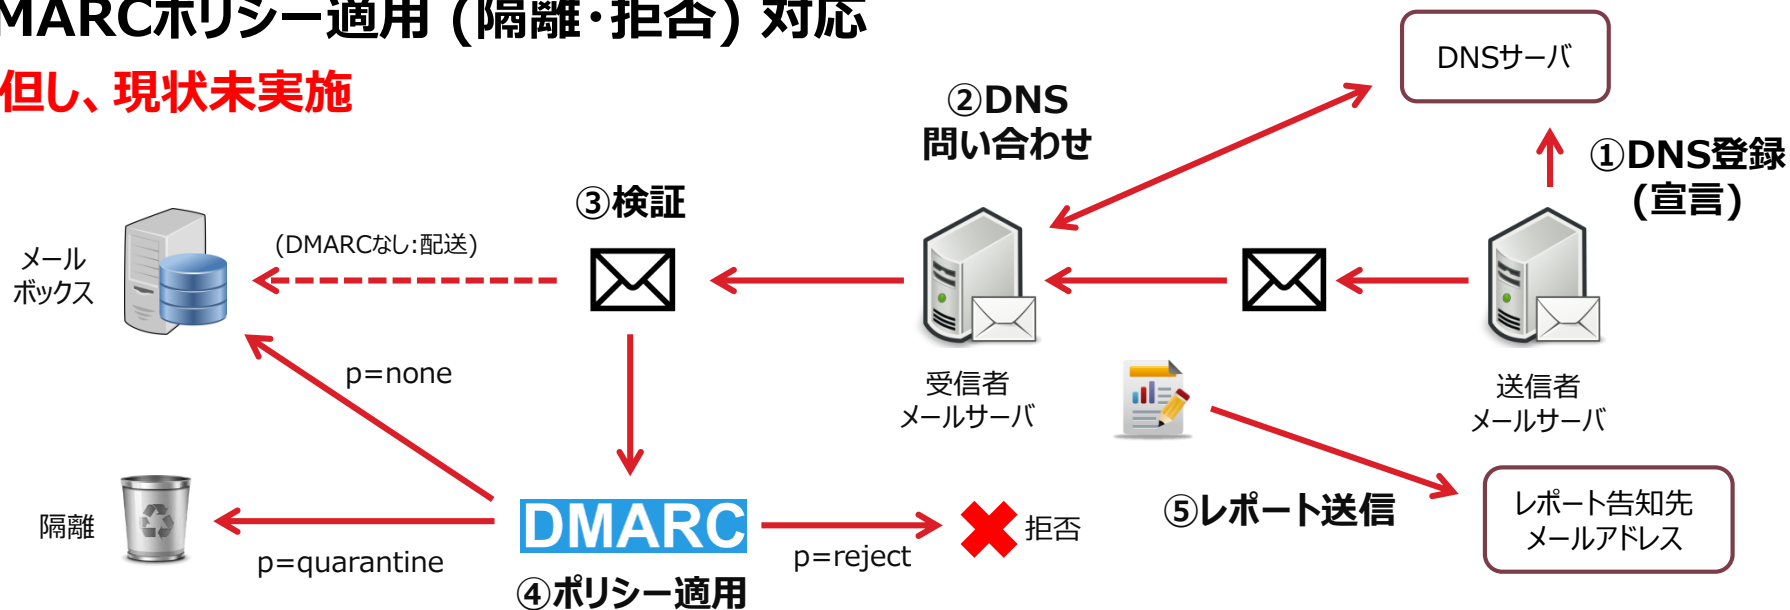 MARCポリシー適用 (隔離・拒否) 対応
但し、現状未実施
DNSサーバ
②DNS
問い合わせ
①DNS登録
(宣言)
③検証
(DMARCなし:配送)
メール
ボックス
p=none
受信者
メールサーバ
送信者
メールサーバ
隔離
p=quarantine
DMARC
④ポリシー適用
p=reject
拒否
⑤レポート送信
レポート告知先
メールアドレス